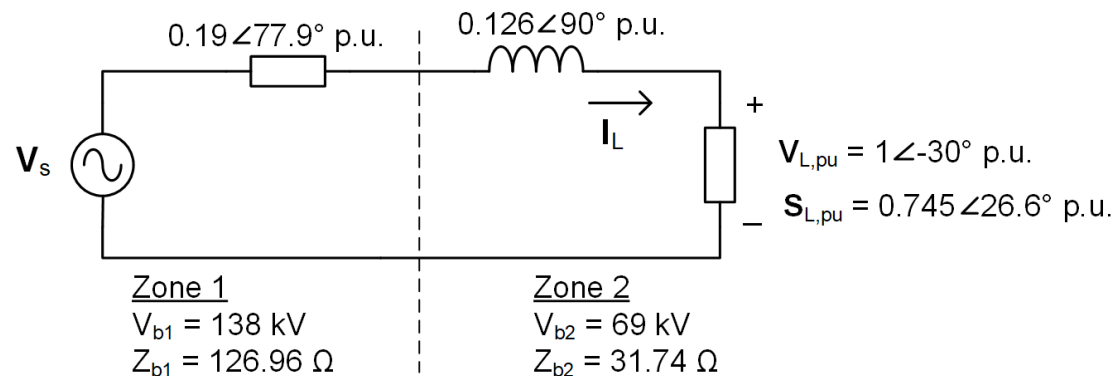 0.19∠77.9° p.u.
0.126∠90° p.u.
I_L
+
V_s
V_L,pu = 1∠-30° p.u.
S_L,pu = 0.745∠26.6° p.u.
–
Zone 1
V_b1 = 138 kV
Z_b1 = 126.96 Ω
Zone 2
V_b2 = 69 kV
Z_b2 = 31.74 Ω